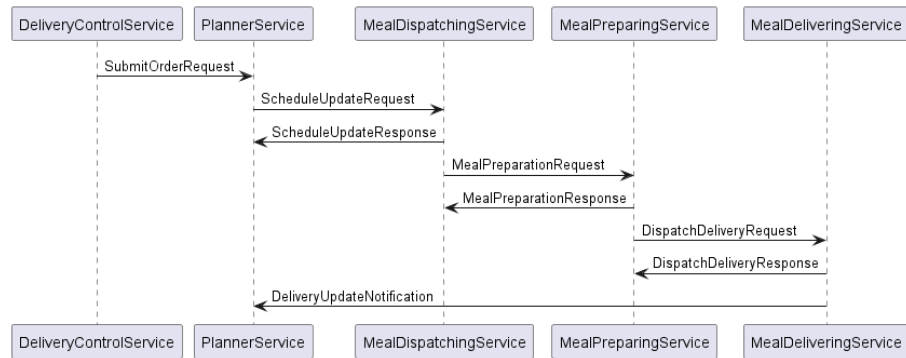 DeliveryControlService PlannerService MealDispatchingService MealPreparingService MealDeliveringService
SubmitOrderRequest
ScheduleUpdateRequest
ScheduleUpdateResponse
MealPreparationRequest
MealPreparationResponse
DispatchDeliveryRequest
DispatchDeliveryResponse
DeliveryUpdateNotification
DeliveryControlService PlannerService MealDispatchingService MealPreparingService MealDeliveringService